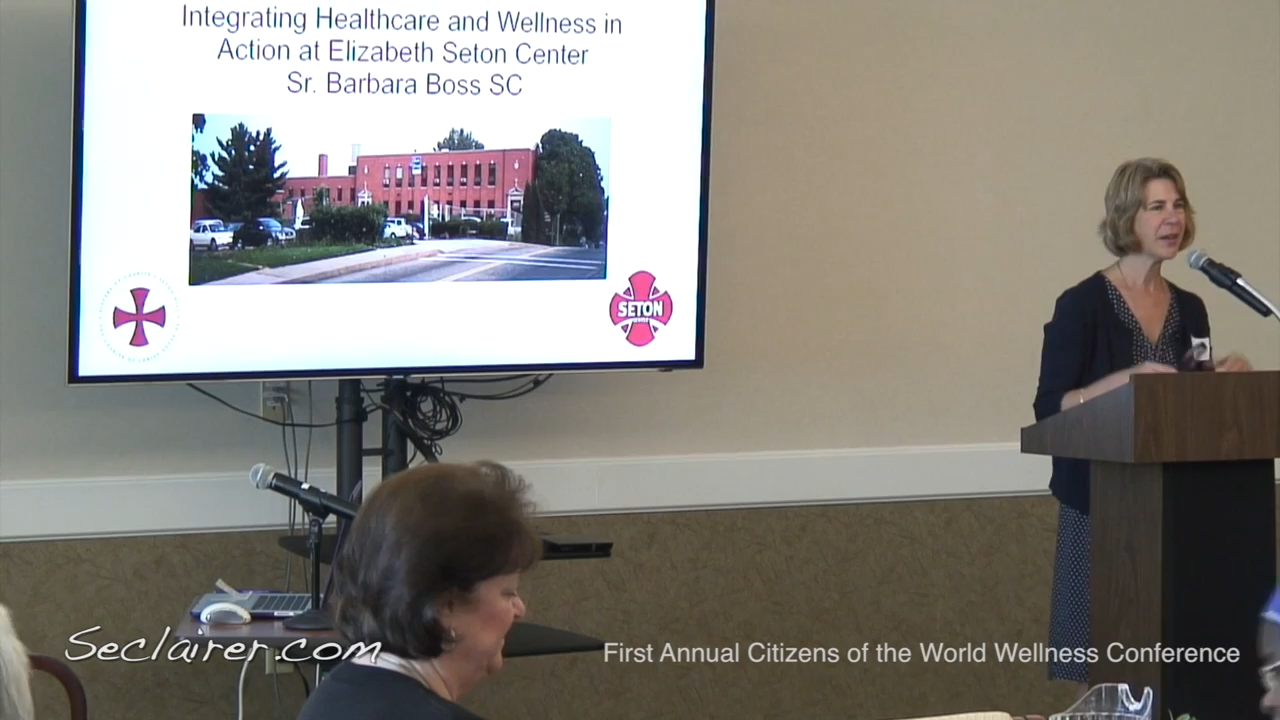 Integrating Healthcare and Wellness in
Action at Elizabeth Seton Center
Sr. Barbara Boss SC
SETON
Seclairer.com
First Annual Citizens of the World Wellness Conference